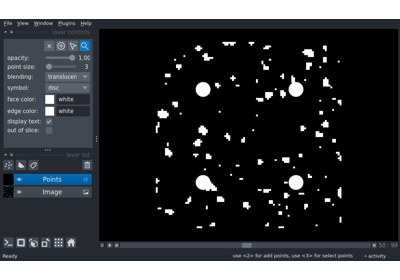 File View Window Plugins Help
layer controls
opacity: 1.00
point size: 3
blending: translucen
symbol: disc
face color: white
edge color: white
display text:
out of slice:
layer list
Points
Image
0 50 99
Ready use <2> for add points, use <3> for select points activity